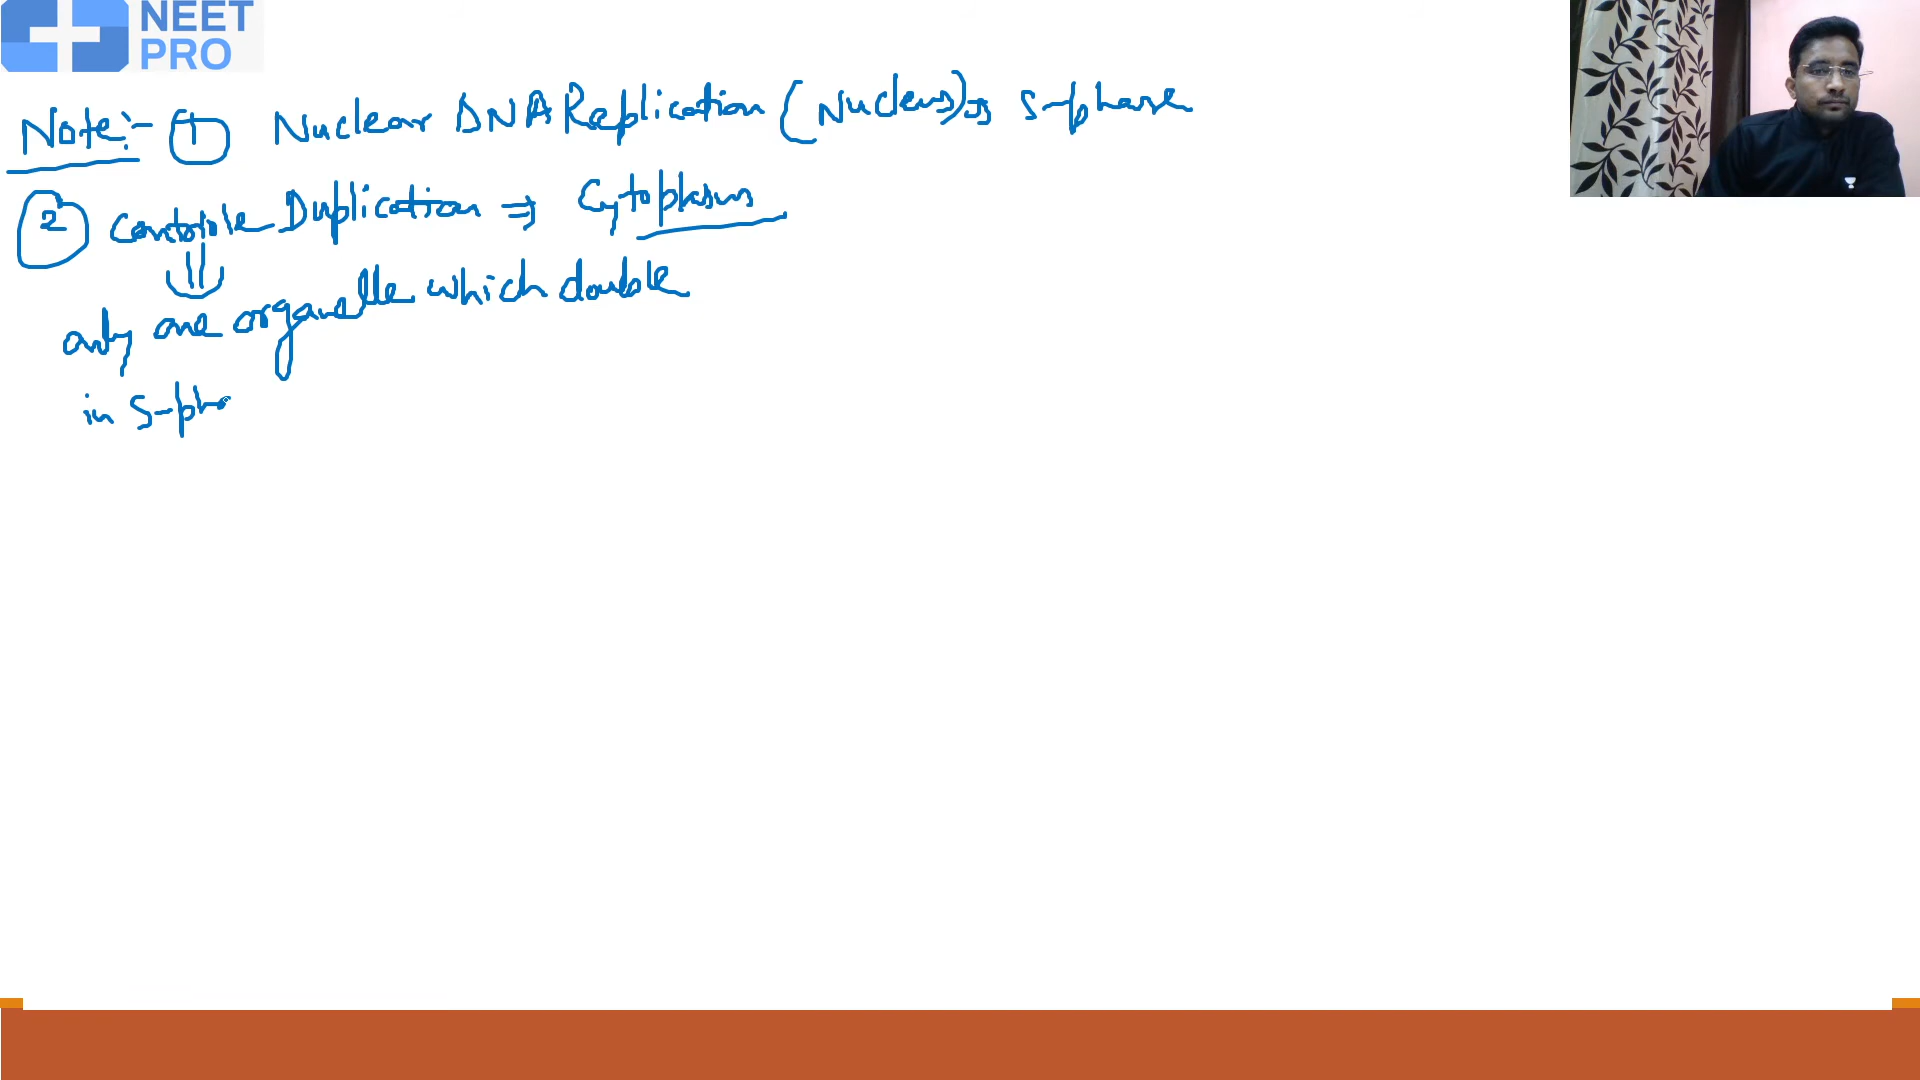 NEET
PRO
Note:- ① Nuclear DNA Replication (Nucleus) → S-phase
② Centriole Duplication ⇒ Cytoplasm
only one organelle which double
in S-pha